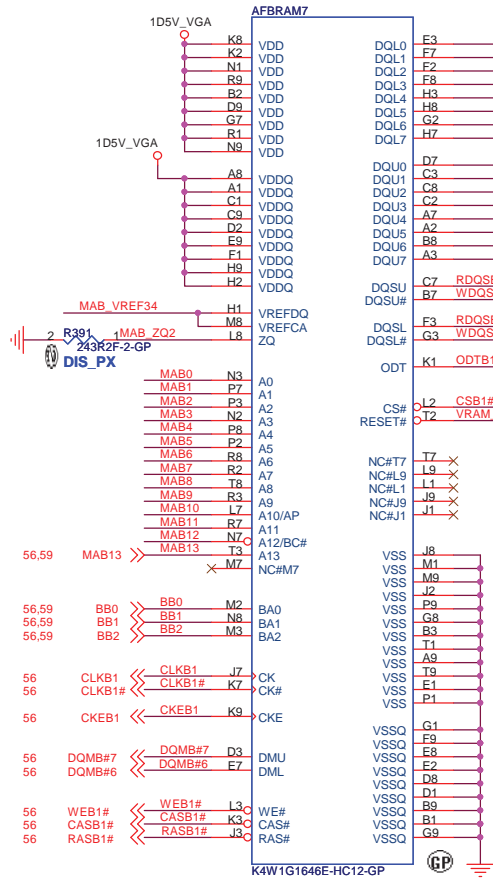 AFBRAM7
1D5V_VGA
K8 VDD DQL0 E3
K2 VDD DQL1 F7
N1 VDD DQL2 F2
R9 VDD DQL3 F8
B2 VDD DQL4 H3
D9 VDD DQL5 H8
G7 VDD DQL6 G2
R1 VDD DQL7 H7
N9 VDD
1D5V_VGA
A8 VDDQ DQU0 D7
A1 VDDQ DQU1 C3
C1 VDDQ DQU2 C8
C9 VDDQ DQU3 C2
D2 VDDQ DQU4 A7
E9 VDDQ DQU5 A2
F1 VDDQ DQU6 B8
H9 VDDQ DQU7 A3
H2 VDDQ
DQSU C7
DQSU# B7
MAB_VREF34 H1 VREFDQ
M8 VREFCA DQSL F3
2 R391 1 MAB_ZQ2 L8 ZQ DQSL# G3
243R2F-2-GP
DIS_PX
ODT K1 ODTB1
MAB0 N3 A0
MAB1 P7 A1
MAB2 P3 A2 CS# L2 CSB1#
MAB3 N2 A3 RESET# T2 VRAM
MAB4 P8 A4
MAB5 P2 A5
MAB6 R8 A6 NC#T7 T7
MAB7 R2 A7 NC#L9 L9
MAB8 T8 A8 NC#L1 L1
MAB9 R3 A9 NC#J9 J9
MAB10 L7 A10/AP NC#J1 J1
MAB11 R7 A11
MAB12 N7 A12/BC#
56,59 MAB13 MAB13 T3 A13 VSS J8
M7 NC#M7 VSS M1
VSS M9
VSS J2
56,59 BB0 BB0 M2 BA0 VSS P9
56,59 BB1 BB1 N8 BA1 VSS G8
56,59 BB2 BB2 M3 BA2 VSS B3
VSS T1
VSS A9
56 CLKB1 CLKB1 J7 CK VSS T9
56 CLKB1# CLKB1# K7 CK# VSS E1
VSS P1
56 CKEB1 CKEB1 K9 CKE
VSSQ G1
VSSQ F9
56 DQMB#7 DQMB#7 D3 DMU VSSQ E8
56 DQMB#6 DQMB#6 E7 DML VSSQ E2
VSSQ D8
VSSQ D1
56 WEB1# WEB1# L3 WE# VSSQ B9
56 CASB1# CASB1# K3 CAS# VSSQ B1
56 RASB1# RASB1# J3 RAS# VSSQ G9
GP
K4W1G1646E-HC12-GP